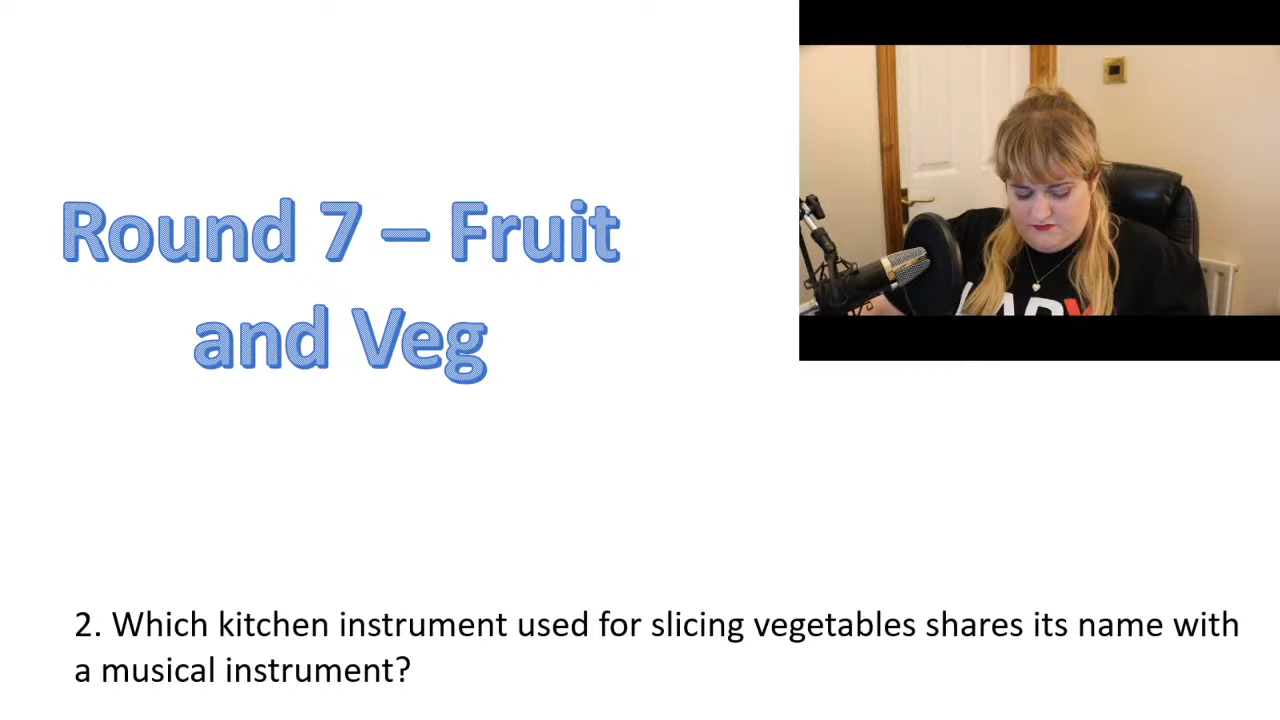 Round 7 – Fruit
and Veg
2. Which kitchen instrument used for slicing vegetables shares its name with
a musical instrument?